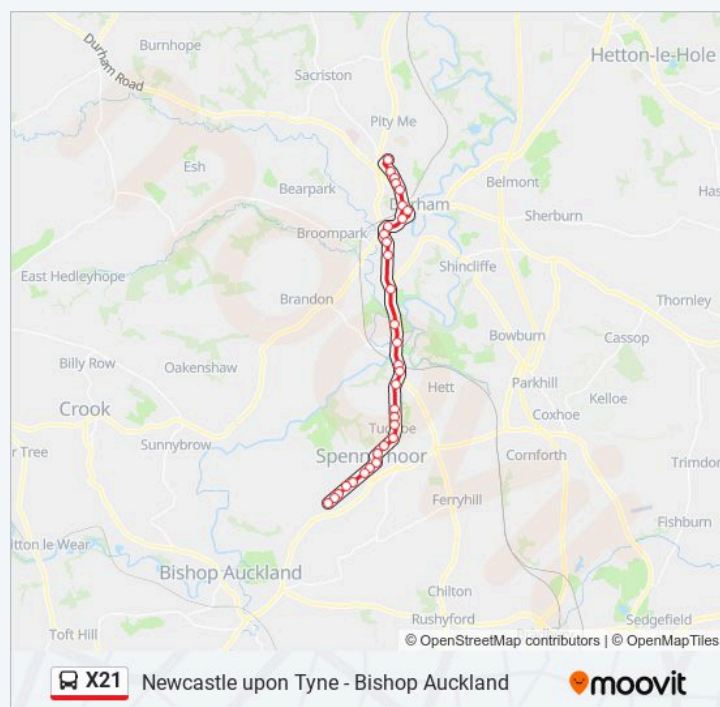 Burnhope
Hetton-le-Hole
Durham Road
Sacriston
Pity Me
Esh
Bearpark
Belmont
Has
Durham
Sherburn
Broompark
Shincliffe
East Hedleyhope
Brandon
Thornley
Bowburn
Cassop
Billy Row
Oakenshaw
Hett
Parkhill
Kelloe
Crook
Coxhoe
Sunnybrow
r Tree
Spennymoor
Cornforth
Trimdo
Ferryhill
Fishburn
itton le Wear
Bishop Auckland
Chilton
Rushyford
Sedgefield
Toft Hill
© OpenStreetMap contributors | © OpenMapTiles
X21 Newcastle upon Tyne - Bishop Auckland moovit